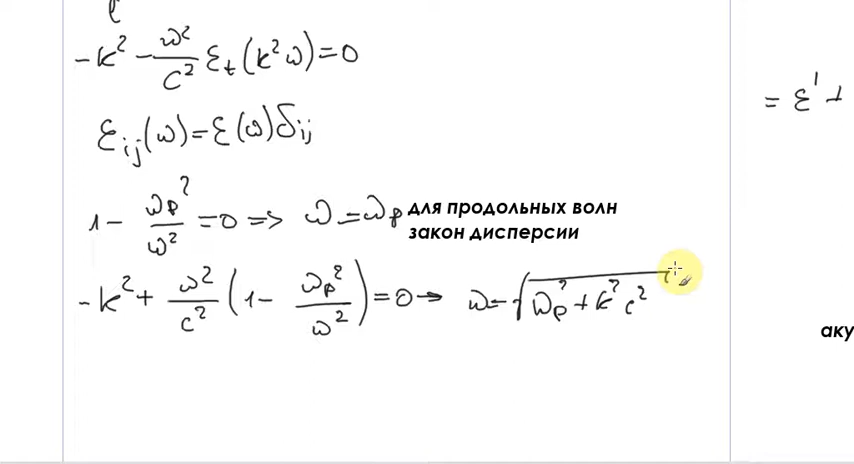 l
-k² - ω²/c² ε_t(k²ω) = 0
ε_ij(ω) = ε(ω)δ_ij
= ε' +
1 - ω_p²/ω² = 0 => ω = ω_p для продольных волн
закон дисперсии
-k² + ω²/c² (1 - ω_p²/ω²) = 0 → ω = √(ω_p² + k²c²)
аку